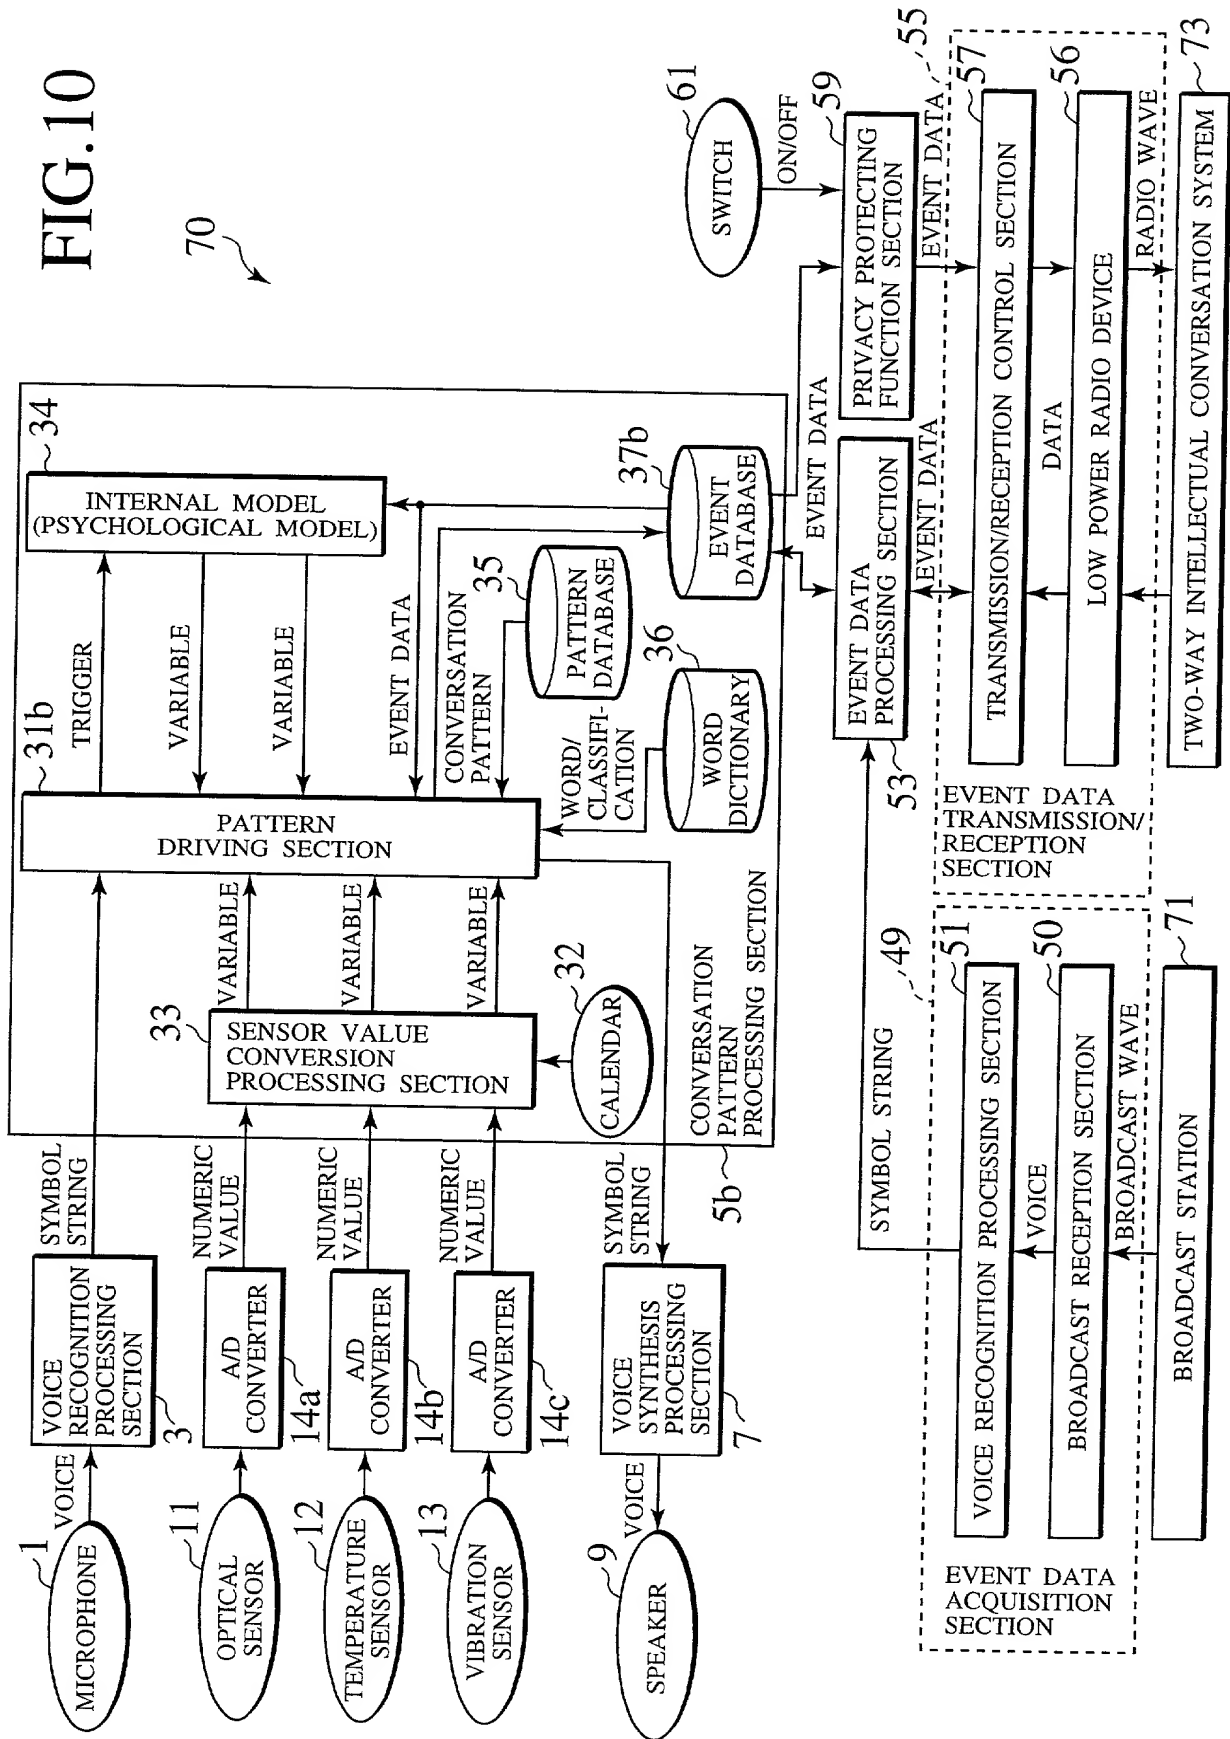 FIG.10
70
1
MICROPHONE
VOICE
VOICE
RECOGNITION
PROCESSING
SECTION
3
SYMBOL
STRING
11
OPTICAL
SENSOR
A/D
CONVERTER
14a
NUMERIC
VALUE
12
TEMPERATURE
SENSOR
A/D
CONVERTER
14b
NUMERIC
VALUE
13
VIBRATION
SENSOR
A/D
CONVERTER
14c
NUMERIC
VALUE
9
SPEAKER
VOICE
VOICE
SYNTHESIS
PROCESSING
SECTION
7
SYMBOL
STRING
5b
CONVERSATION
PATTERN
PROCESSING SECTION
33
SENSOR VALUE
CONVERSION
PROCESSING SECTION
32
CALENDAR
VARIABLE
VARIABLE
VARIABLE
31b
PATTERN
DRIVING SECTION
TRIGGER
VARIABLE
VARIABLE
EVENT DATA
CONVERSATION
PATTERN
WORD/
CLASSIFI-
CATION
34
INTERNAL MODEL
(PSYCHOLOGICAL MODEL)
35
PATTERN
DATABASE
36
WORD
DICTIONARY
37b
EVENT
DATABASE
EVENT DATA
61
SWITCH
ON/OFF
59
PRIVACY PROTECTING
FUNCTION SECTION
EVENT DATA
55
53
EVENT DATA
PROCESSING SECTION
EVENT DATA
SYMBOL STRING
57
TRANSMISSION/RECEPTION CONTROL SECTION
DATA
56
LOW POWER RADIO DEVICE
RADIO WAVE
73
TWO-WAY INTELLECTUAL CONVERSATION SYSTEM
EVENT DATA
TRANSMISSION/
RECEPTION
SECTION
49
51
VOICE RECOGNITION PROCESSING SECTION
VOICE
50
BROADCAST RECEPTION SECTION
BROADCAST WAVE
71
BROADCAST STATION
EVENT DATA
ACQUISITION
SECTION